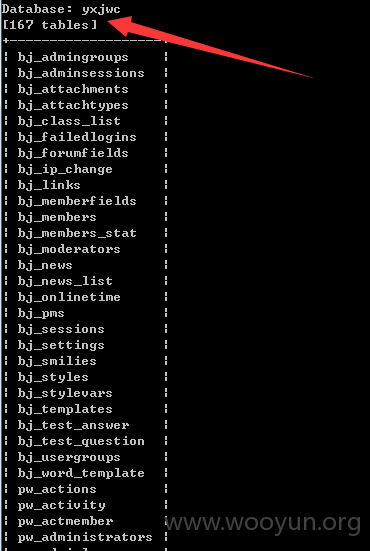 Database: yxjwc
[167 tables]
+--------------------+
¦ bj_admingroups ¦
¦ bj_adminsessions ¦
¦ bj_attachments ¦
¦ bj_attachtypes ¦
¦ bj_class_list ¦
¦ bj_failedlogins ¦
¦ bj_forumfields ¦
¦ bj_ip_change ¦
¦ bj_links ¦
¦ bj_memberfields ¦
¦ bj_members ¦
¦ bj_members_stat ¦
¦ bj_moderators ¦
¦ bj_news ¦
¦ bj_news_list ¦
¦ bj_onlinetime ¦
¦ bj_pms ¦
¦ bj_sessions ¦
¦ bj_settings ¦
¦ bj_smilies ¦
¦ bj_styles ¦
¦ bj_stylevars ¦
¦ bj_templates ¦
¦ bj_test_answer ¦
¦ bj_test_question ¦
¦ bj_usergroups ¦
¦ bj_word_template ¦
¦ pw_actions ¦
¦ pw_activity ¦
¦ pw_actmember ¦
¦ pw_administrators ¦
www.wooyun.org